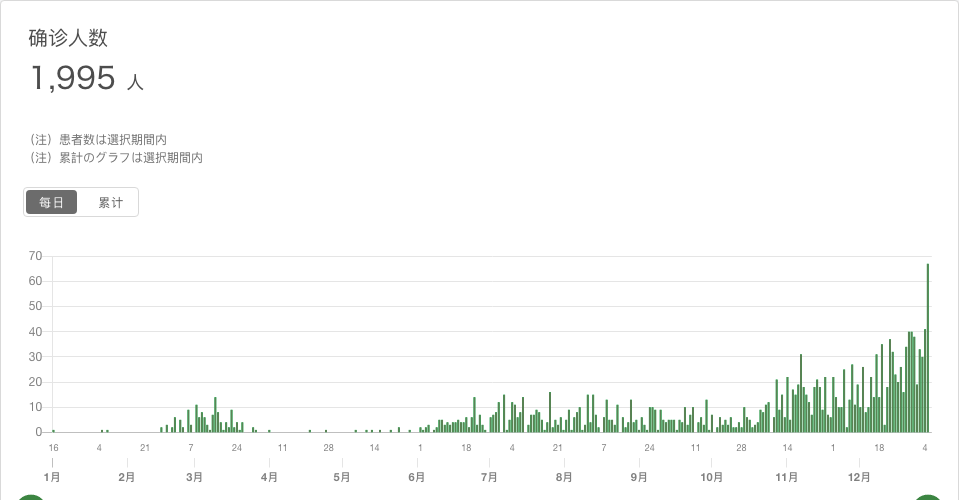 确诊人数
1,995 人
（注）患者数は選択期間内
（注）累計のグラフは選択期間内
每日 累计
70
60
50
40
30
20
10
0
16 4 21 7 24 11 28 14 1 18 4 21 7 24 11 28 14 1 18 4
1月 2月 3月 4月 5月 6月 7月 8月 9月 10月 11月 12月